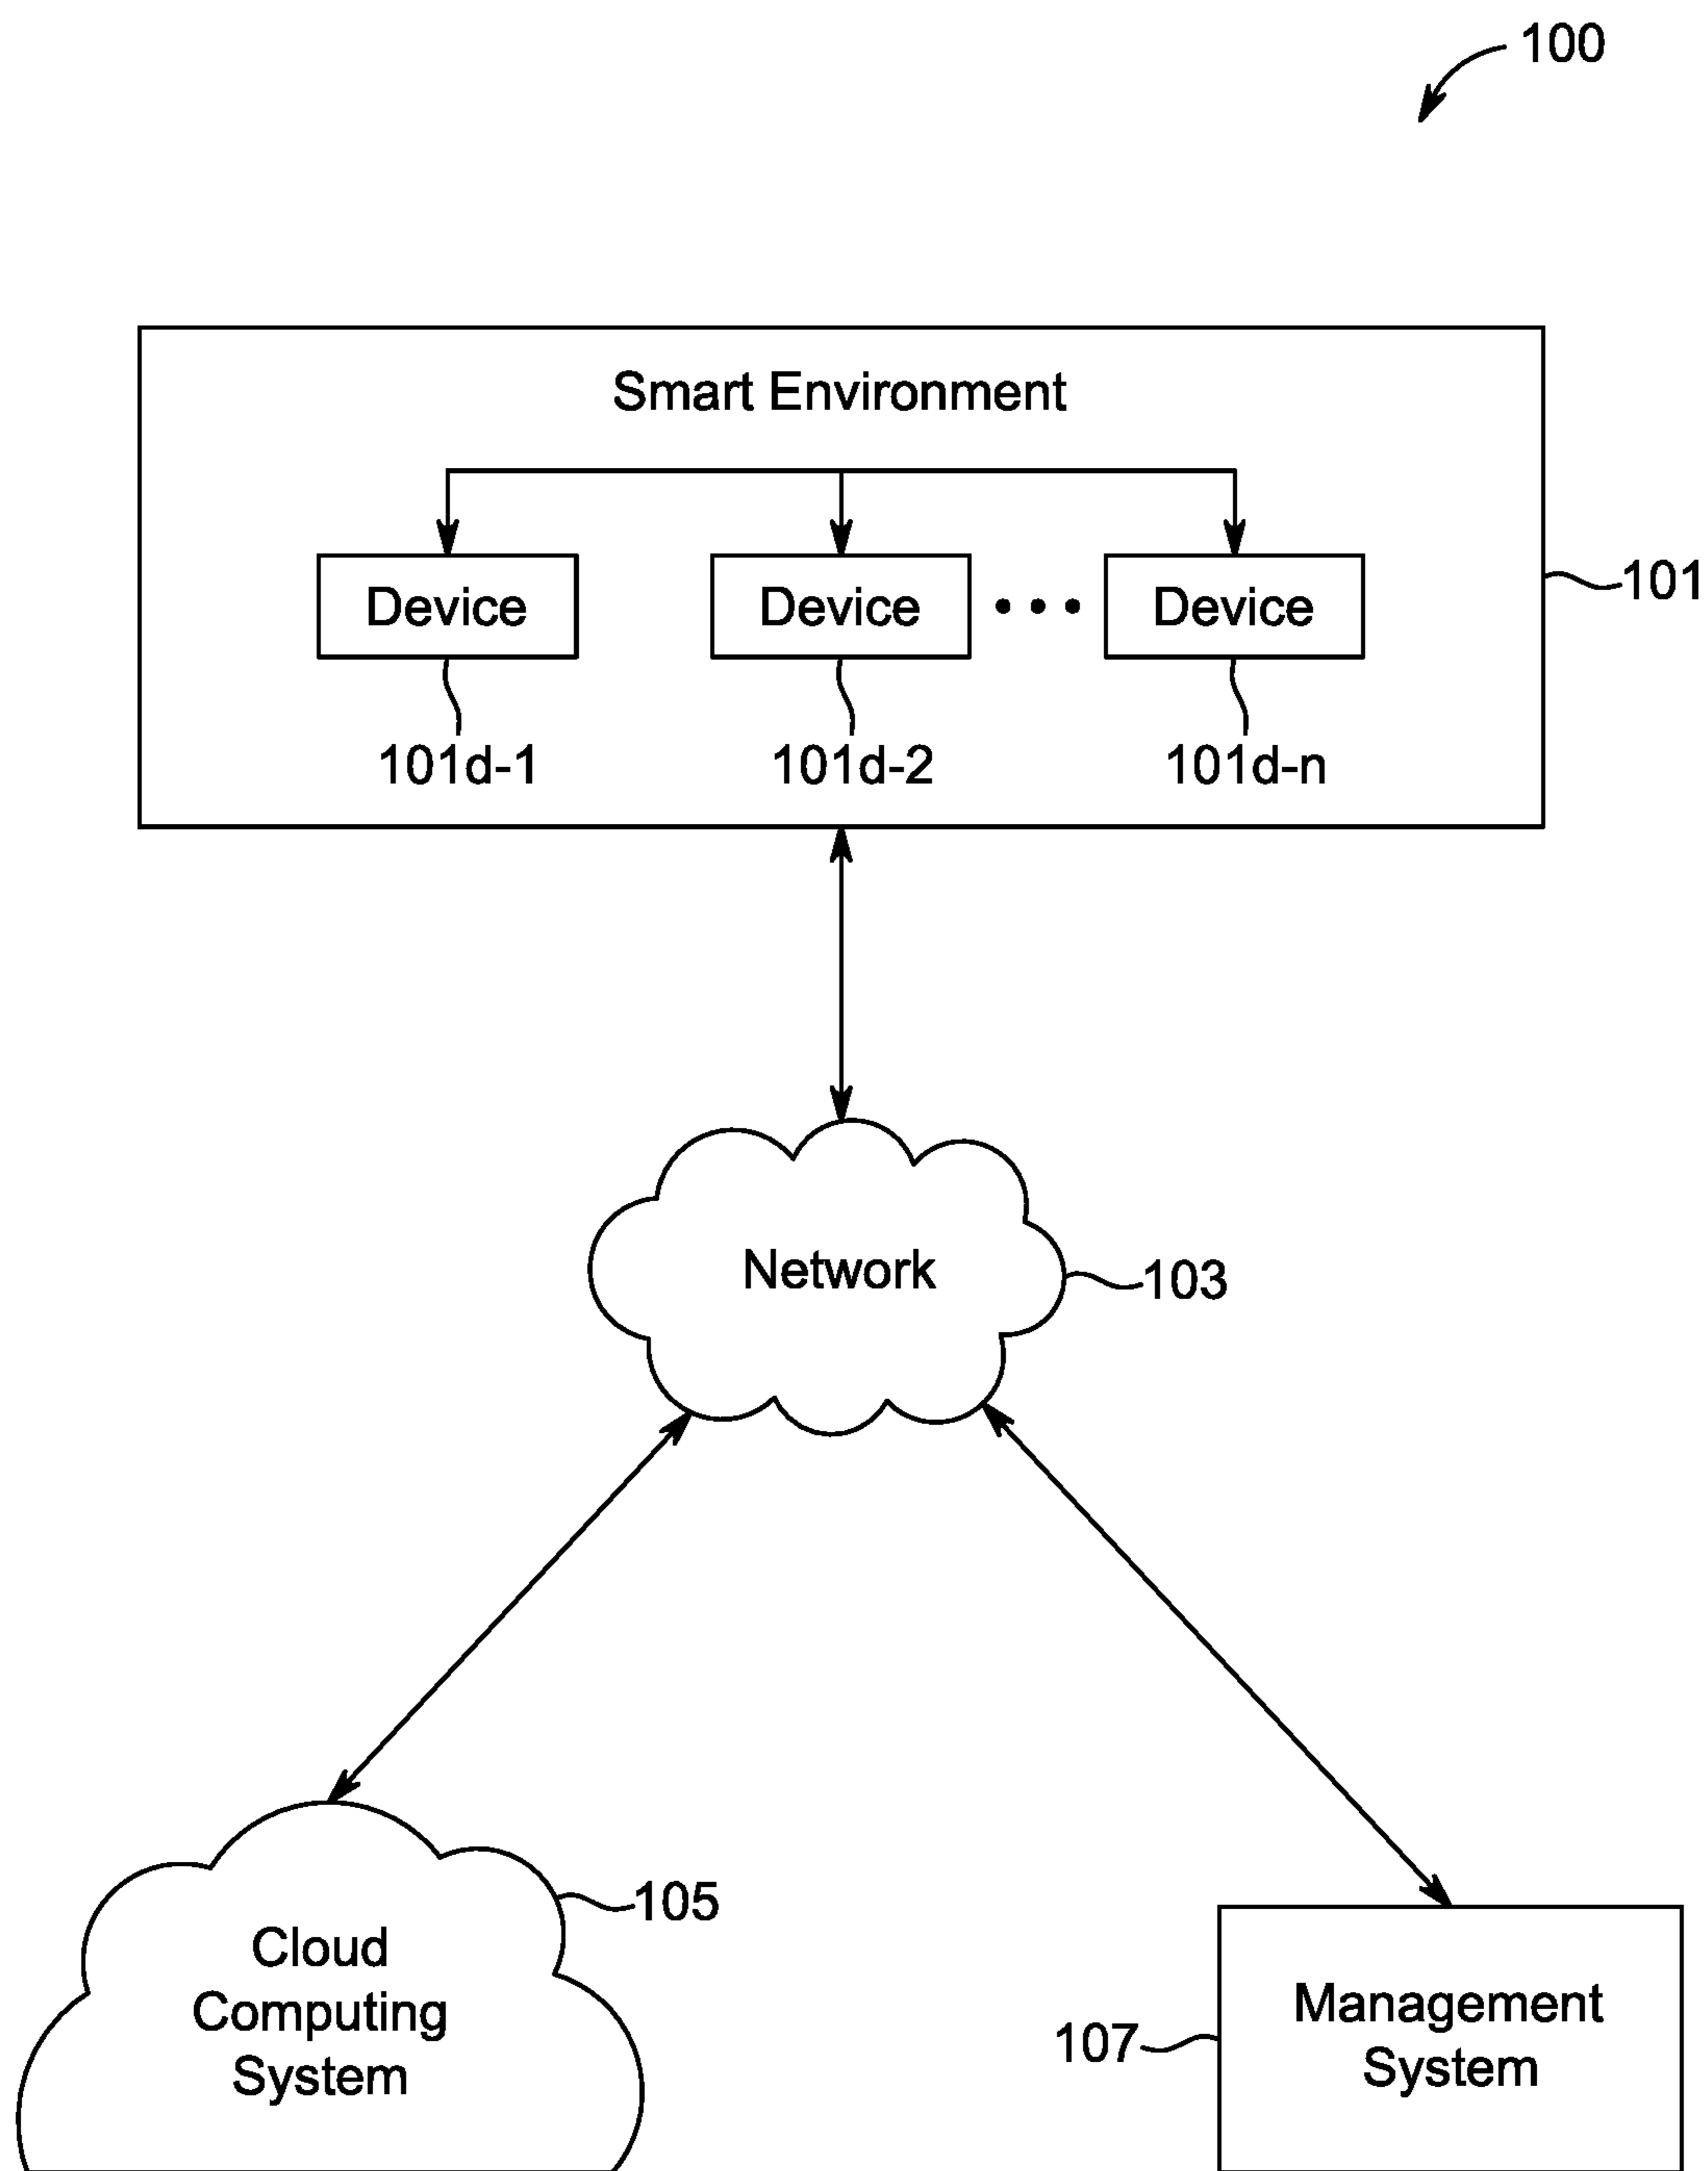 100
Smart Environment
Device
Device
Device
101
101d-1
101d-2
101d-n
Network
103
105
Cloud
Computing
System
Management
System
107